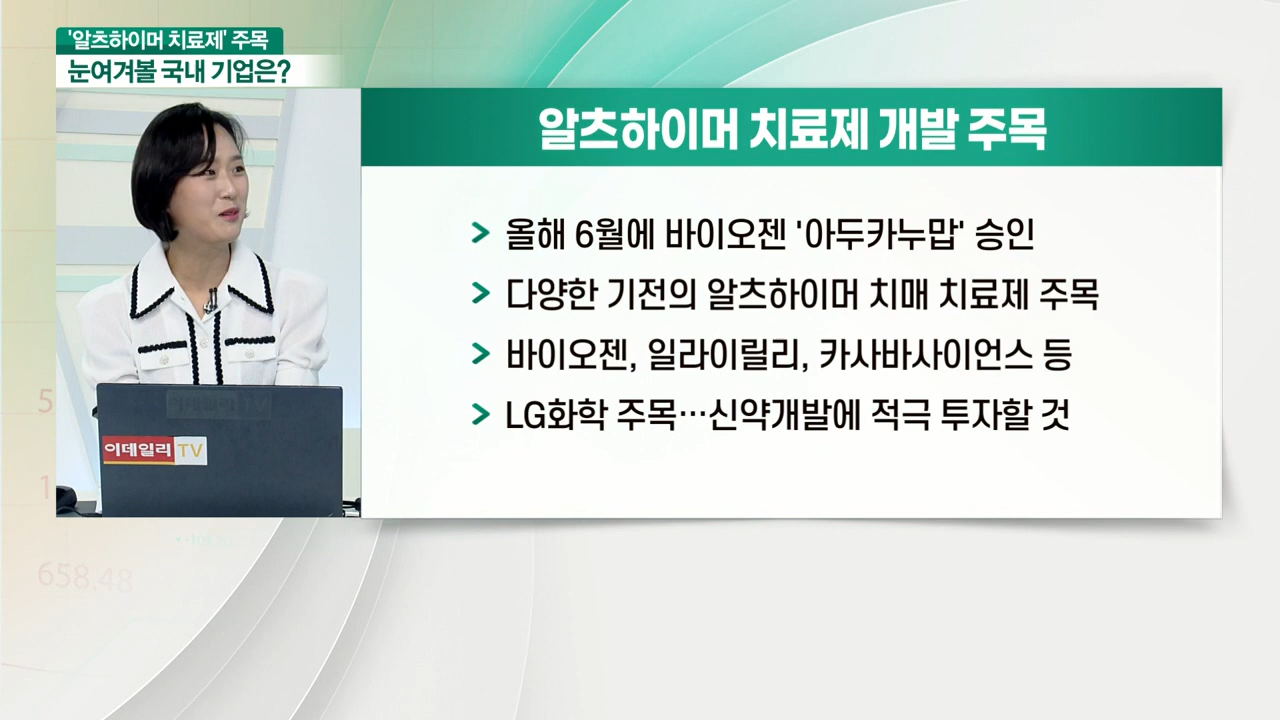 '알츠하이머 치료제' 주목
눈여겨볼 국내 기업은?
알츠하이머 치료제 개발 주목
> 올해 6월에 바이오젠 '아두카누맙' 승인
> 다양한 기전의 알츠하이머 치매 치료제 주목
> 바이오젠, 일라이릴리, 카사바사이언스 등
> LG화학 주목…신약개발에 적극 투자할 것
이데일리 TV
658.48